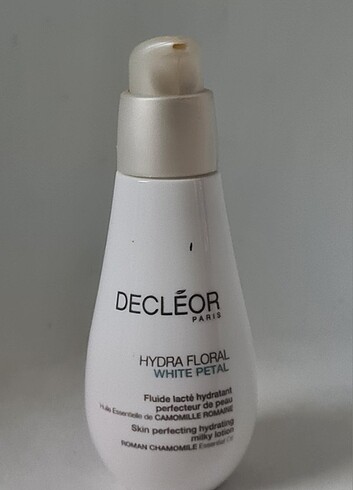 DECLÉOR
PARIS
HYDRA FLORAL
WHITE PETAL
Fluide lacté hydratant
perfecteur de peau
Huile Essentielle de CAMOMILLE ROMAINE
Skin perfecting hydrating
milky lotion
ROMAN CHAMOMILE Essential Oil